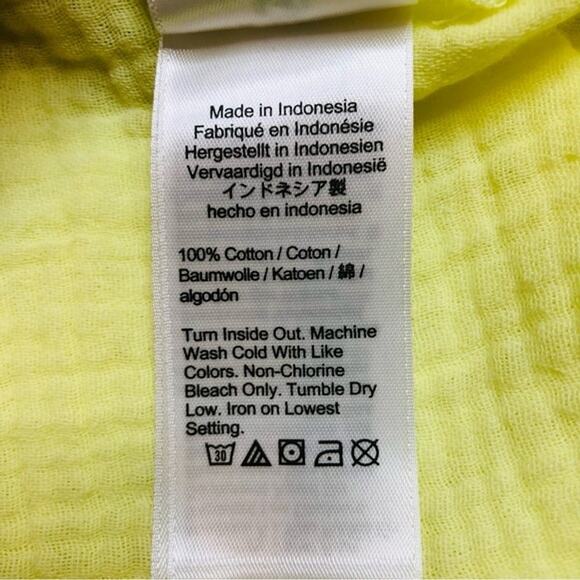 Made in Indonesia
Fabriqué en Indonésie
Hergestellt in Indonesien
Vervaardigd in Indonesië
インドネシア製
hecho en indonesia
100% Cotton / Coton /
Baumwolle / Katoen / 綿 /
algodón
Turn Inside Out. Machine
Wash Cold With Like
Colors. Non-Chlorine
Bleach Only. Tumble Dry
Low. Iron on Lowest
Setting.
30